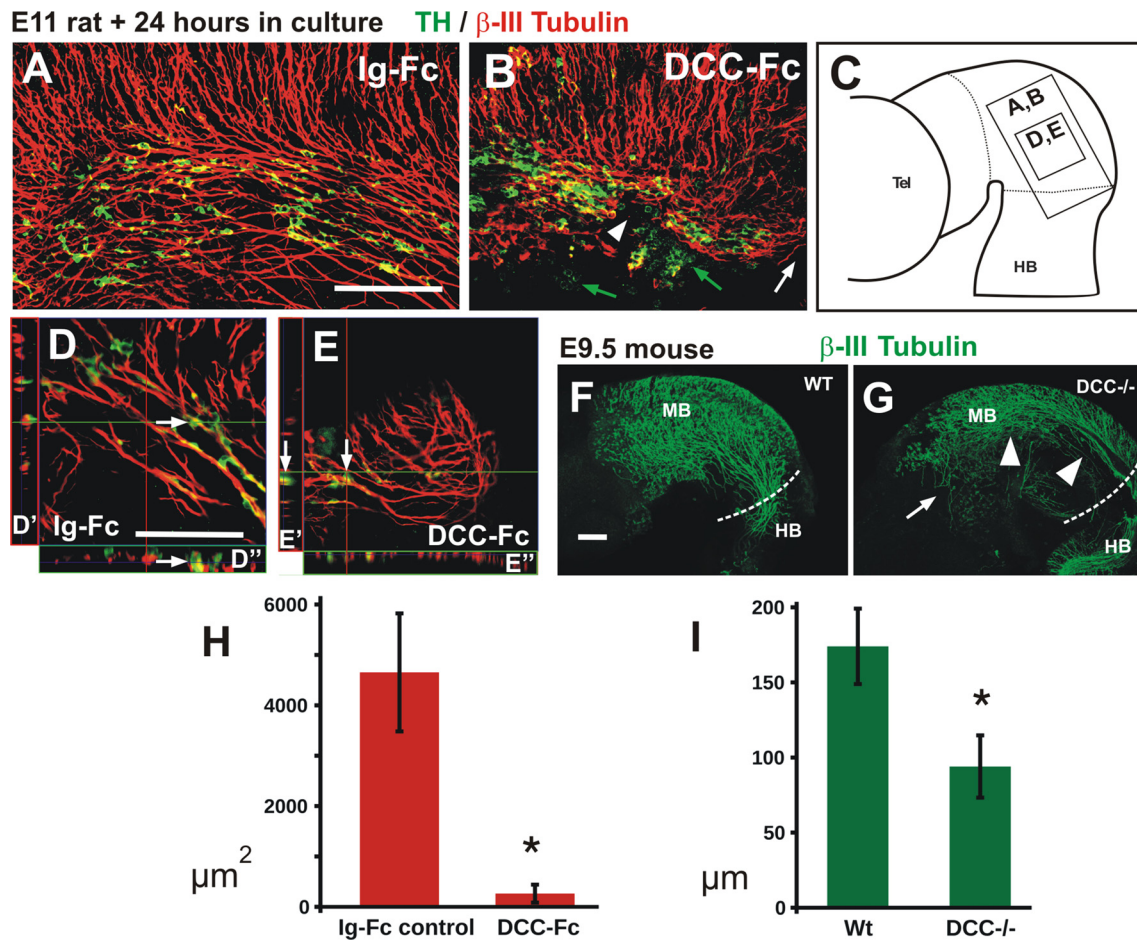 E11 rat + 24 hours in culture TH / β-III Tubulin
A
Ig-Fc
B
DCC-Fc
C
A,B
D,E
Tel
HB
D
D'
Ig-Fc
D''
E
E'
DCC-Fc
E''
E9.5 mouse β-III Tubulin
F
WT
MB
HB
G
DCC-/-
MB
HB
H
6000
4000
2000
0
µm2
Ig-Fc control DCC-Fc
*
I
200
150
100
50
0
µm
Wt DCC-/-
*